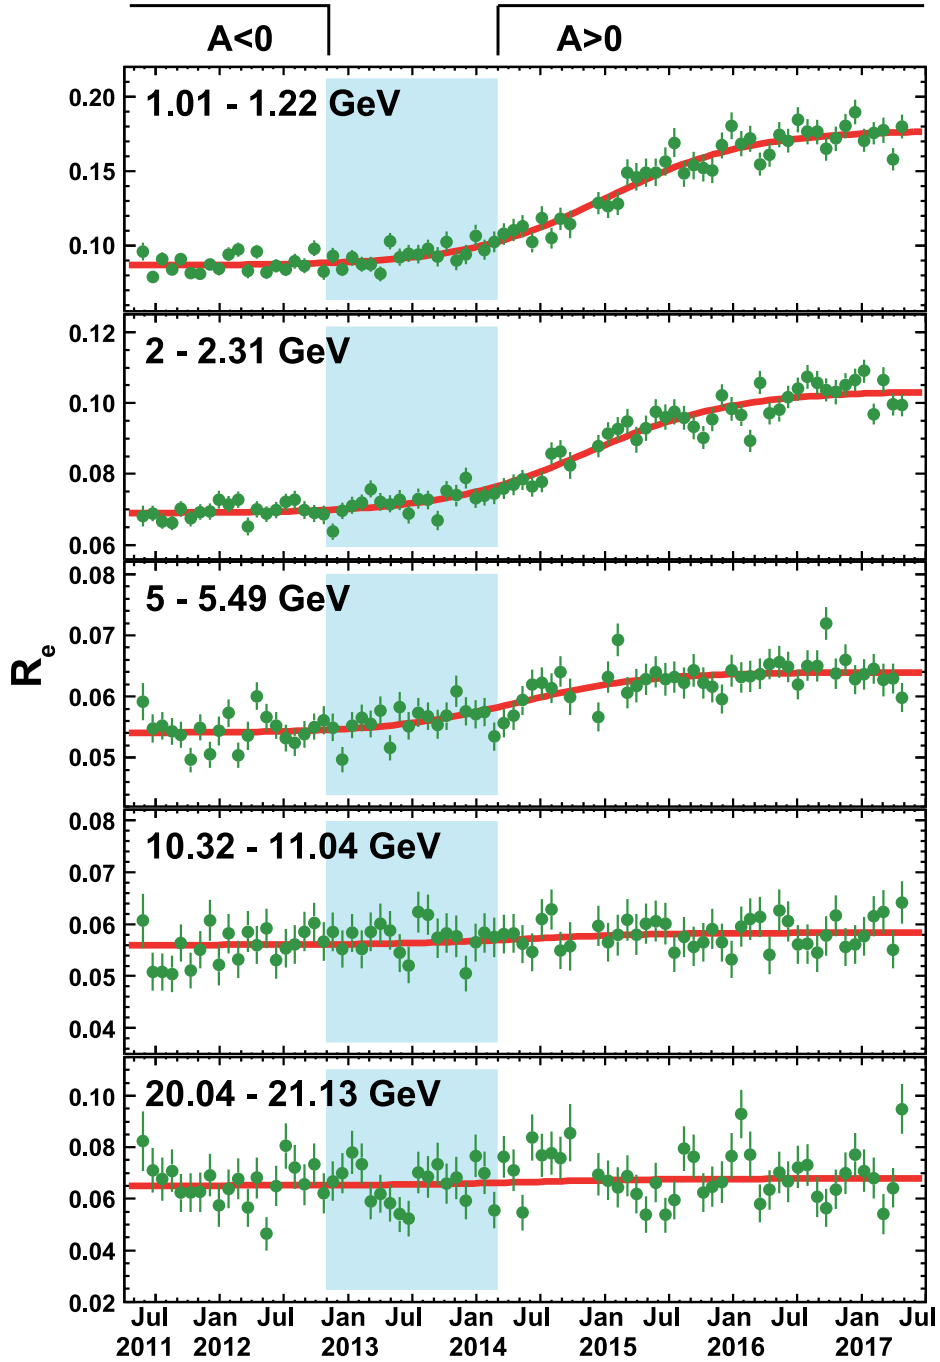 A<0 A>0
1.01 - 1.22 GeV
0.20
0.15
0.10
2 - 2.31 GeV
0.12
0.10
0.08
0.06
5 - 5.49 GeV
0.08
0.07
0.06
0.05
R_e
10.32 - 11.04 GeV
0.08
0.07
0.06
0.05
0.04
20.04 - 21.13 GeV
0.10
0.08
0.06
0.04
0.02
Jul Jan Jul Jan Jul Jan Jul Jan Jul Jan Jul Jan Jul
2011 2012 2013 2014 2015 2016 2017